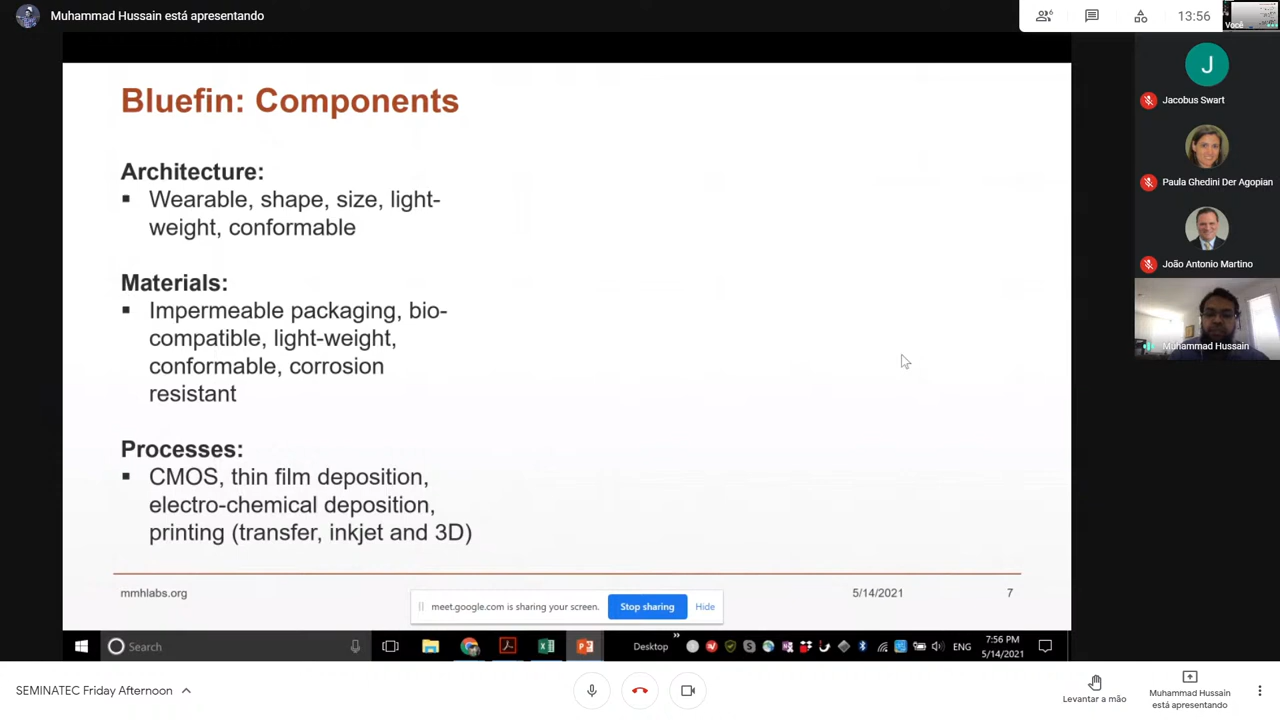 Muhammad Hussain está apresentando
6
13:56
Você
Bluefin: Components
Architecture:
▪ Wearable, shape, size, light-
weight, conformable
Materials:
▪ Impermeable packaging, bio-
compatible, light-weight,
conformable, corrosion
resistant
Processes:
▪ CMOS, thin film deposition,
electro-chemical deposition,
printing (transfer, inkjet and 3D)
mmhlabs.org
5/14/2021
7
meet.google.com is sharing your screen.
Stop sharing
Hide
J
Jacobus Swart
Paula Ghedini Der Agopian
João Antonio Martino
Muhammad Hussain
Search
Desktop
ENG
7:56 PM
5/14/2021
SEMINATEC Friday Afternoon
Levantar a mão
Muhammad Hussain
está apresentando